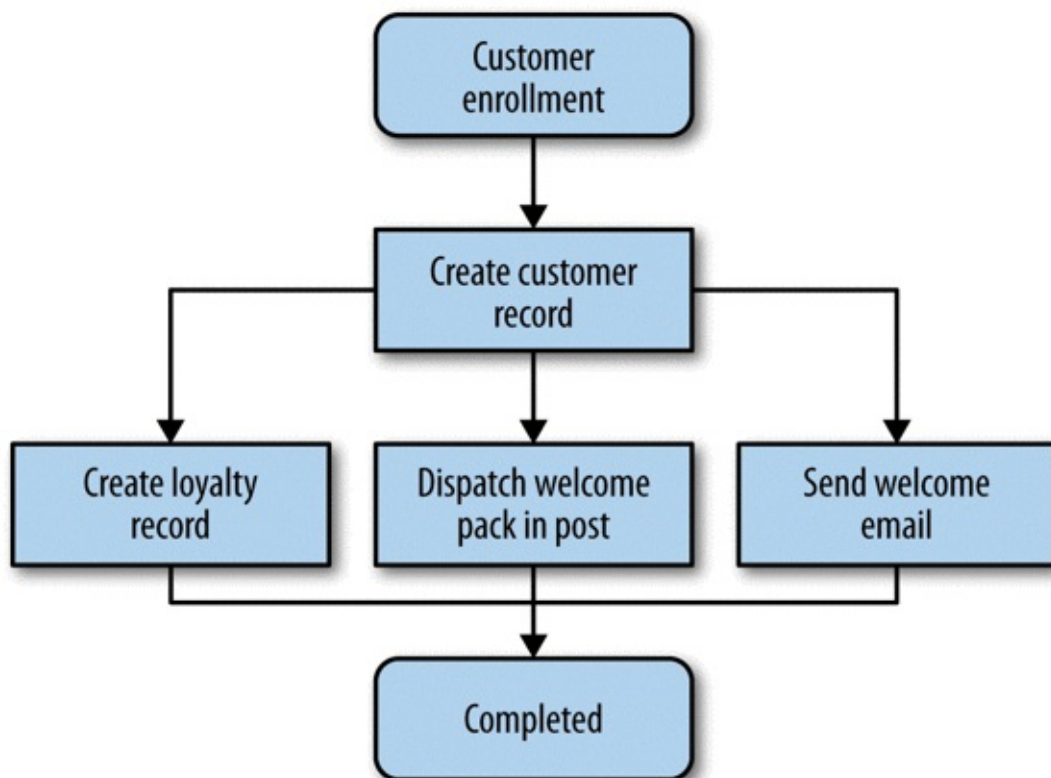 Customer
enrollment
Create customer
record
Create loyalty
record
Dispatch welcome
pack in post
Send welcome
email
Completed